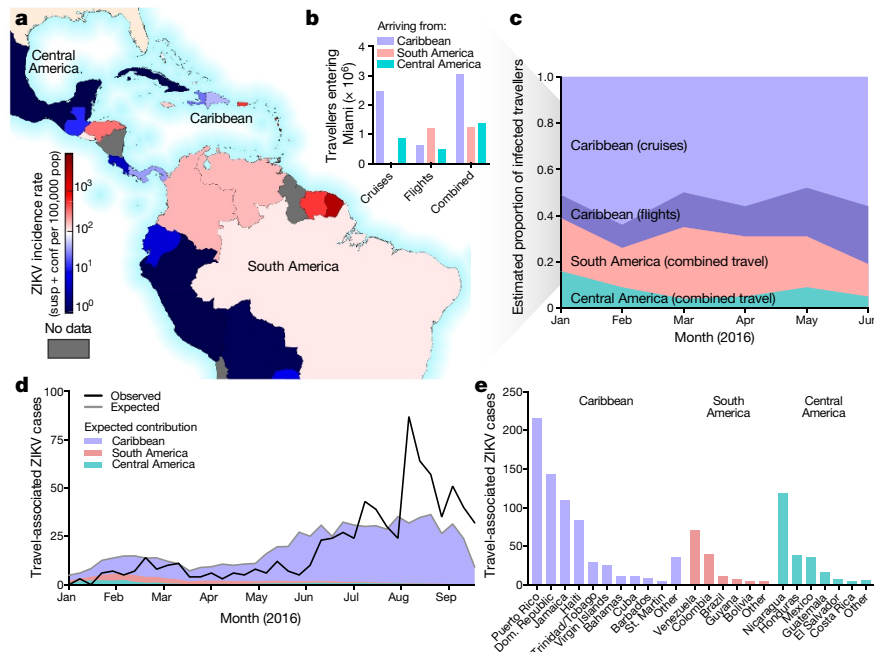 a
Central
America
Caribbean
South America
ZIKV incidence rate
(susp + conf per 100,000 pop)
10³
10²
10¹
10⁰
No data
b
Arriving from:
Caribbean
South America
Central America
Travellers entering
Miami (× 10⁶)
4
3
2
1
0
Cruises
Flights
Combined
c
Estimated proportion of infected travellers
1.0
0.8
0.6
0.4
0.2
0
Caribbean (cruises)
Caribbean (flights)
South America (combined travel)
Central America (combined travel)
Jan Feb Mar Apr May Jun
Month (2016)
d
Travel-associated ZIKV cases
100
75
50
25
0
Observed
Expected
Expected contribution
Caribbean
South America
Central America
Jan Feb Mar Apr May Jun Jul Aug Sep
Month (2016)
e
Travel-associated ZIKV cases
250
200
150
100
50
0
Caribbean
South
America
Central
America
Puerto Rico
Dom. Republic
Jamaica
Haiti
Trinidad/Tobago
Virgin Islands
Bahamas
Cuba
Barbados
St. Martin
Other
Venezuela
Colombia
Brazil
Guyana
Bolivia
Other
Nicaragua
Honduras
Mexico
Guatemala
El Salvador
Costa Rica
Other